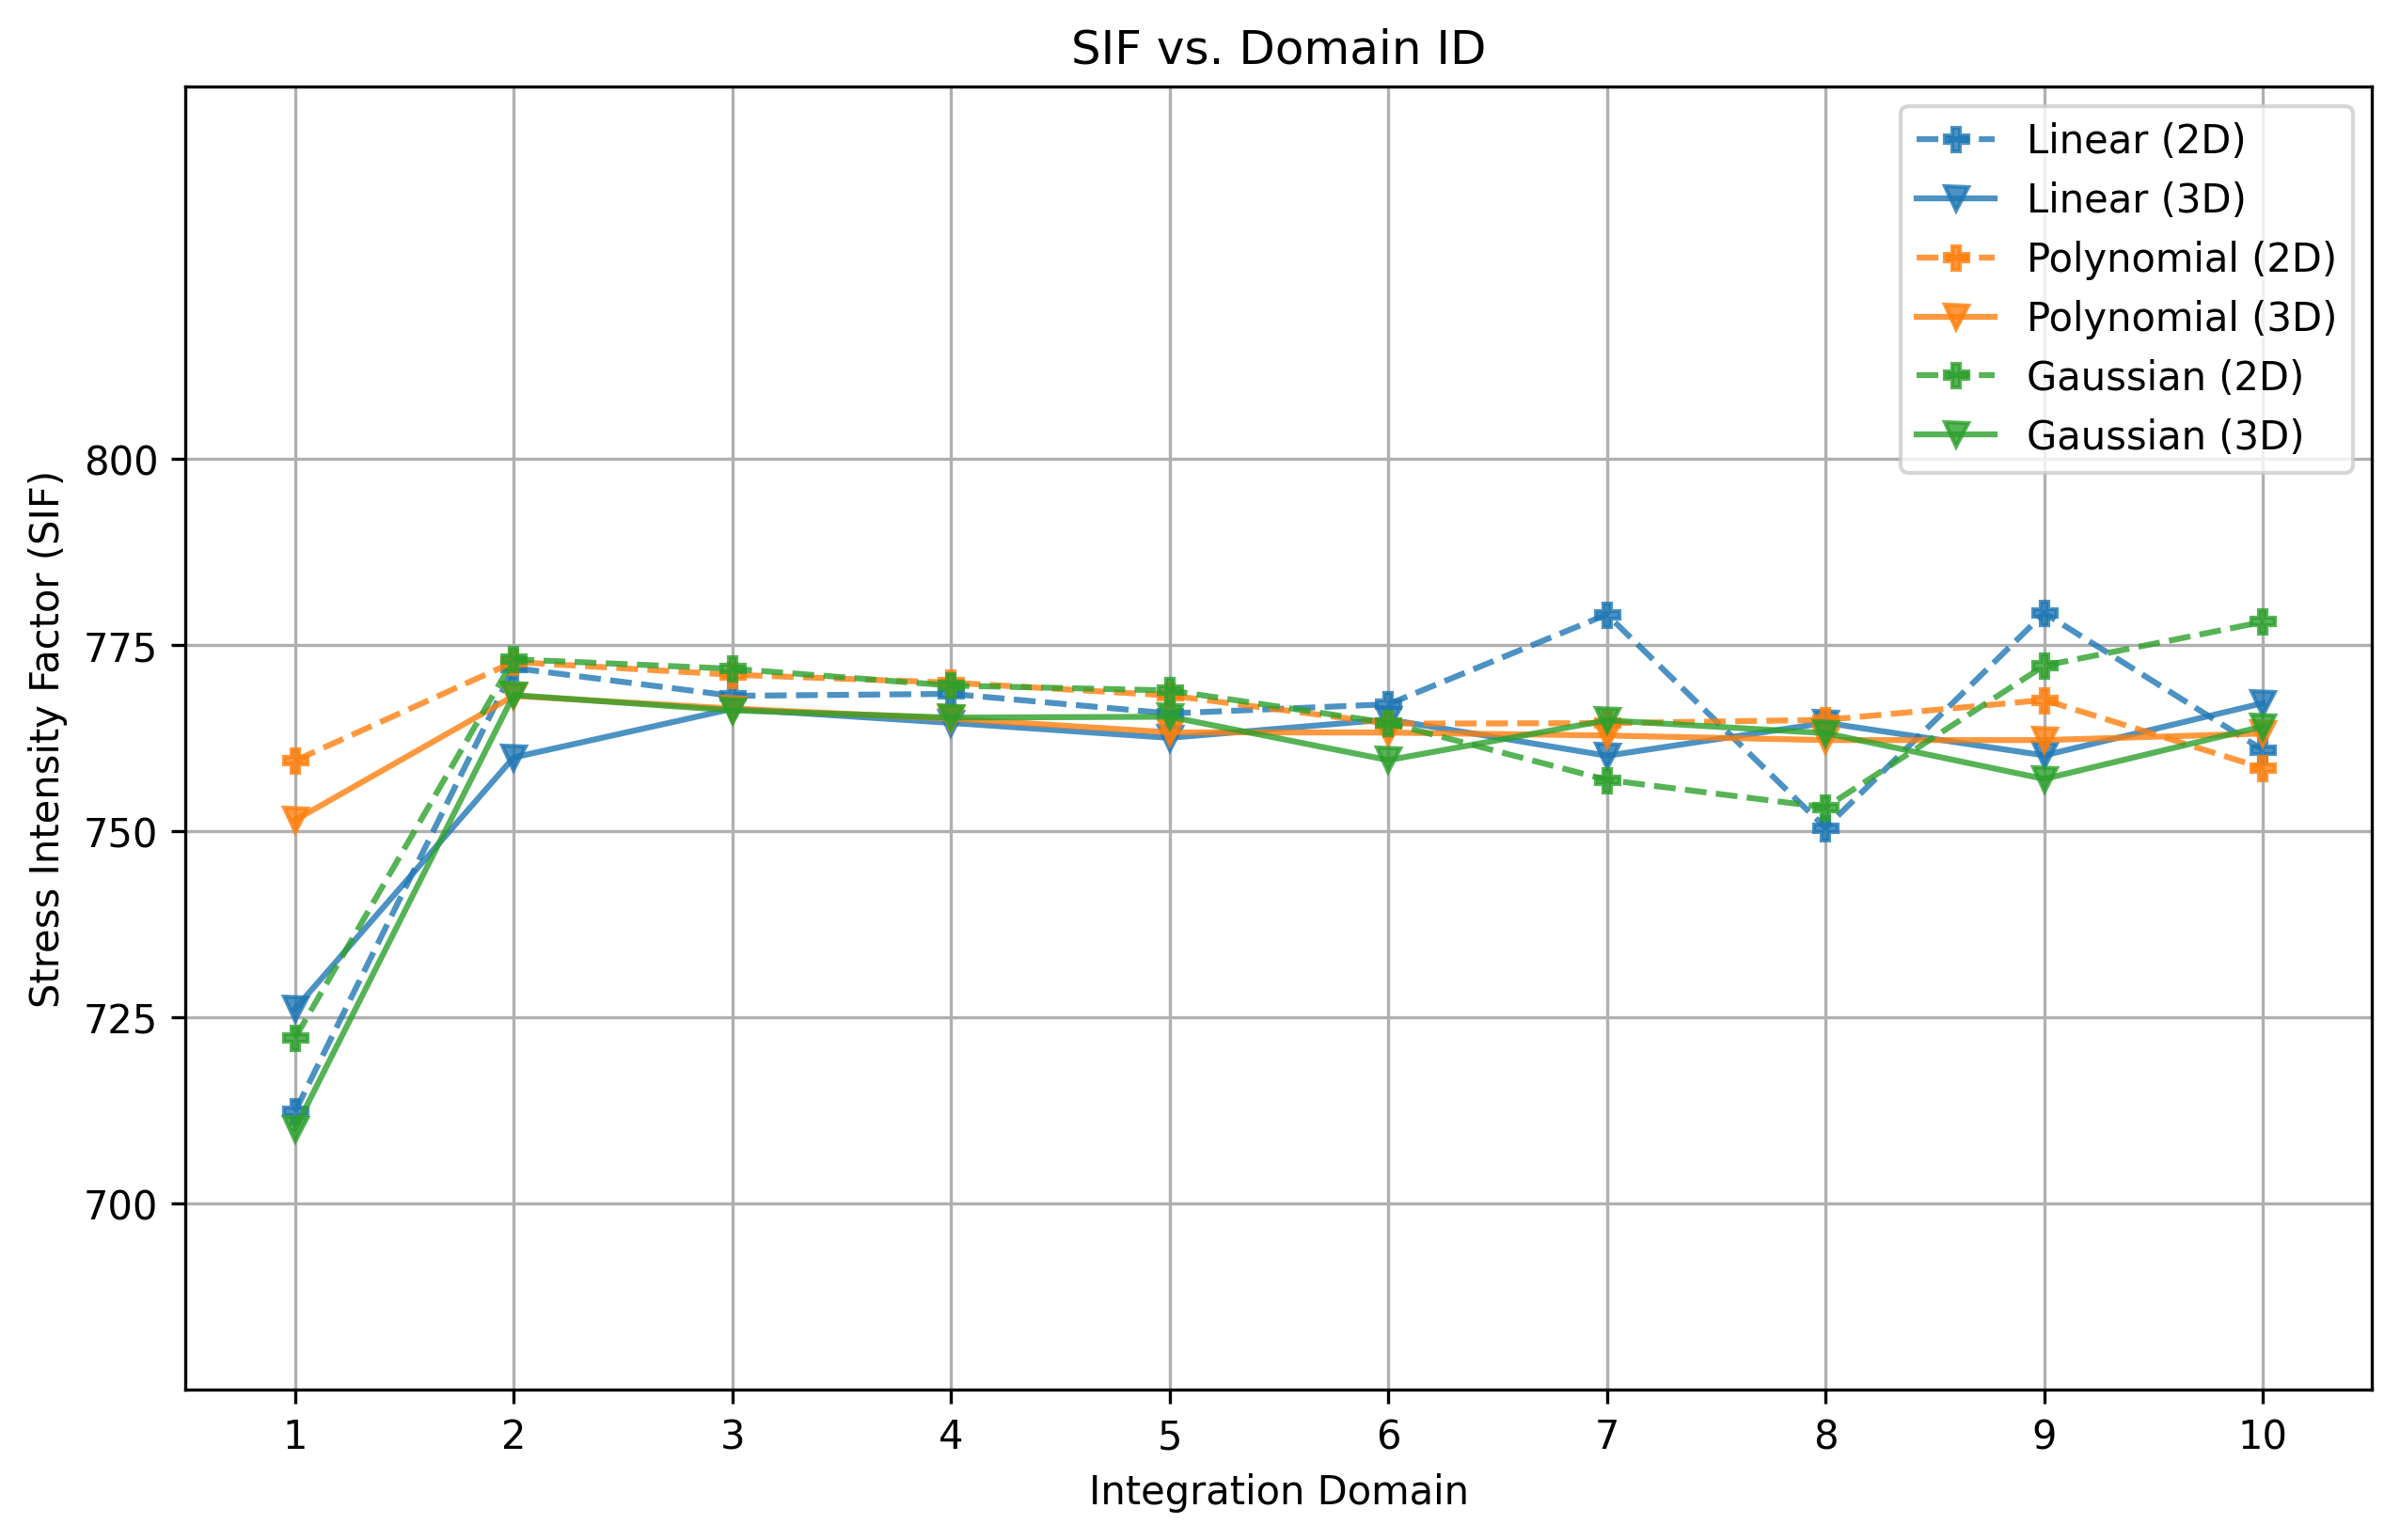 SIF vs. Domain ID
Linear (2D)
Linear (3D)
Polynomial (2D)
Polynomial (3D)
Gaussian (2D)
Gaussian (3D)
Stress Intensity Factor (SIF)
800
775
750
725
700
1 2 3 4 5 6 7 8 9 10
Integration Domain